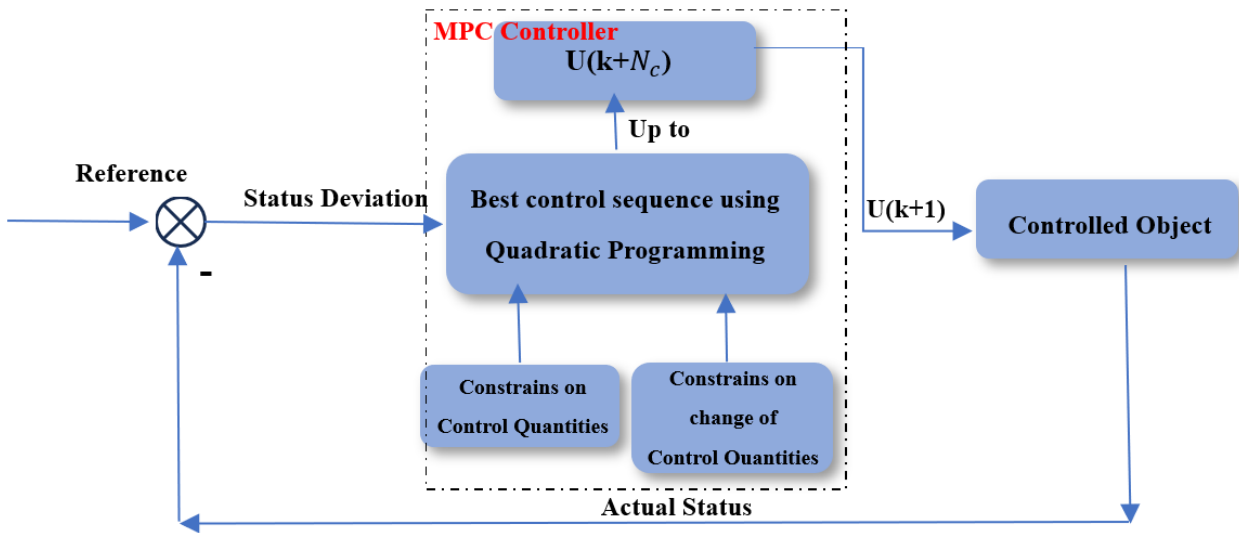 MPC Controller
U(k+N_c)
Up to
Reference
Status Deviation
Best control sequence using
Quadratic Programming
U(k+1)
Controlled Object
-
Constrains on
Control Quantities
Constrains on
change of
Control Ouantities
Actual Status